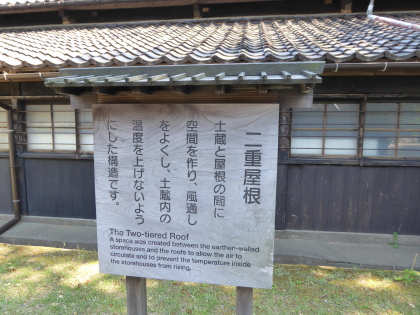 二重屋根
土蔵と屋根の間に
空間を作り、風通し
をよくし、土蔵内の
温度を上げないよう
にした構造です。
The Two-tiered Roof
A space was created between the earthen-walled
storehouses and the roofs to allow the air to
circulate and to prevent the temperature inside
the storehouses from rising.